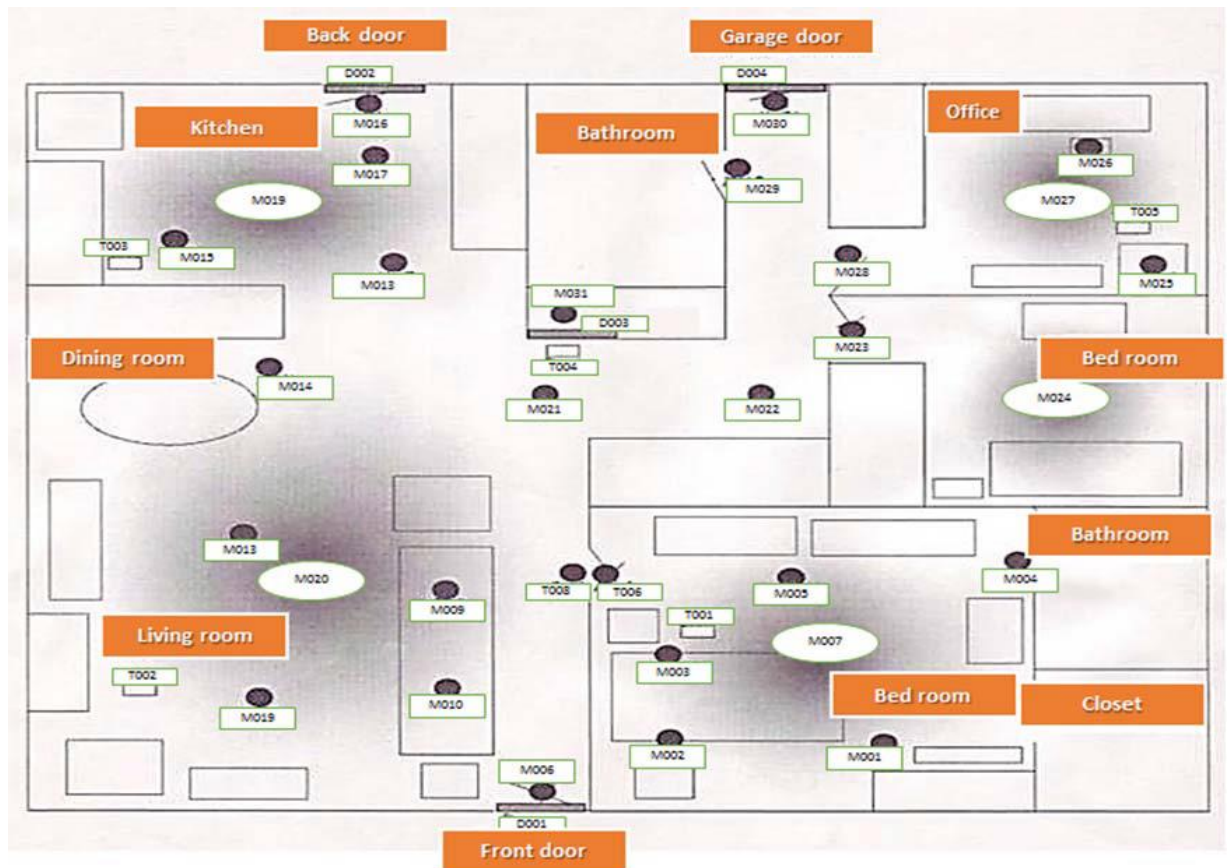 Back door
Garage door
D002
D004
Office
M016
M030
Kitchen
Bathroom
M026
M017
M029
M019
M027
T005
T003
M015
M028
M025
M013
M031
D003
M023
Dining room
T004
Bed room
M014
M021
M022
M024
Bathroom
M013
M004
M020
T008
T006
M005
M009
T001
Living room
M007
M003
T002
Bed room
Closet
M019
M010
M002
M001
M006
D001
Front door